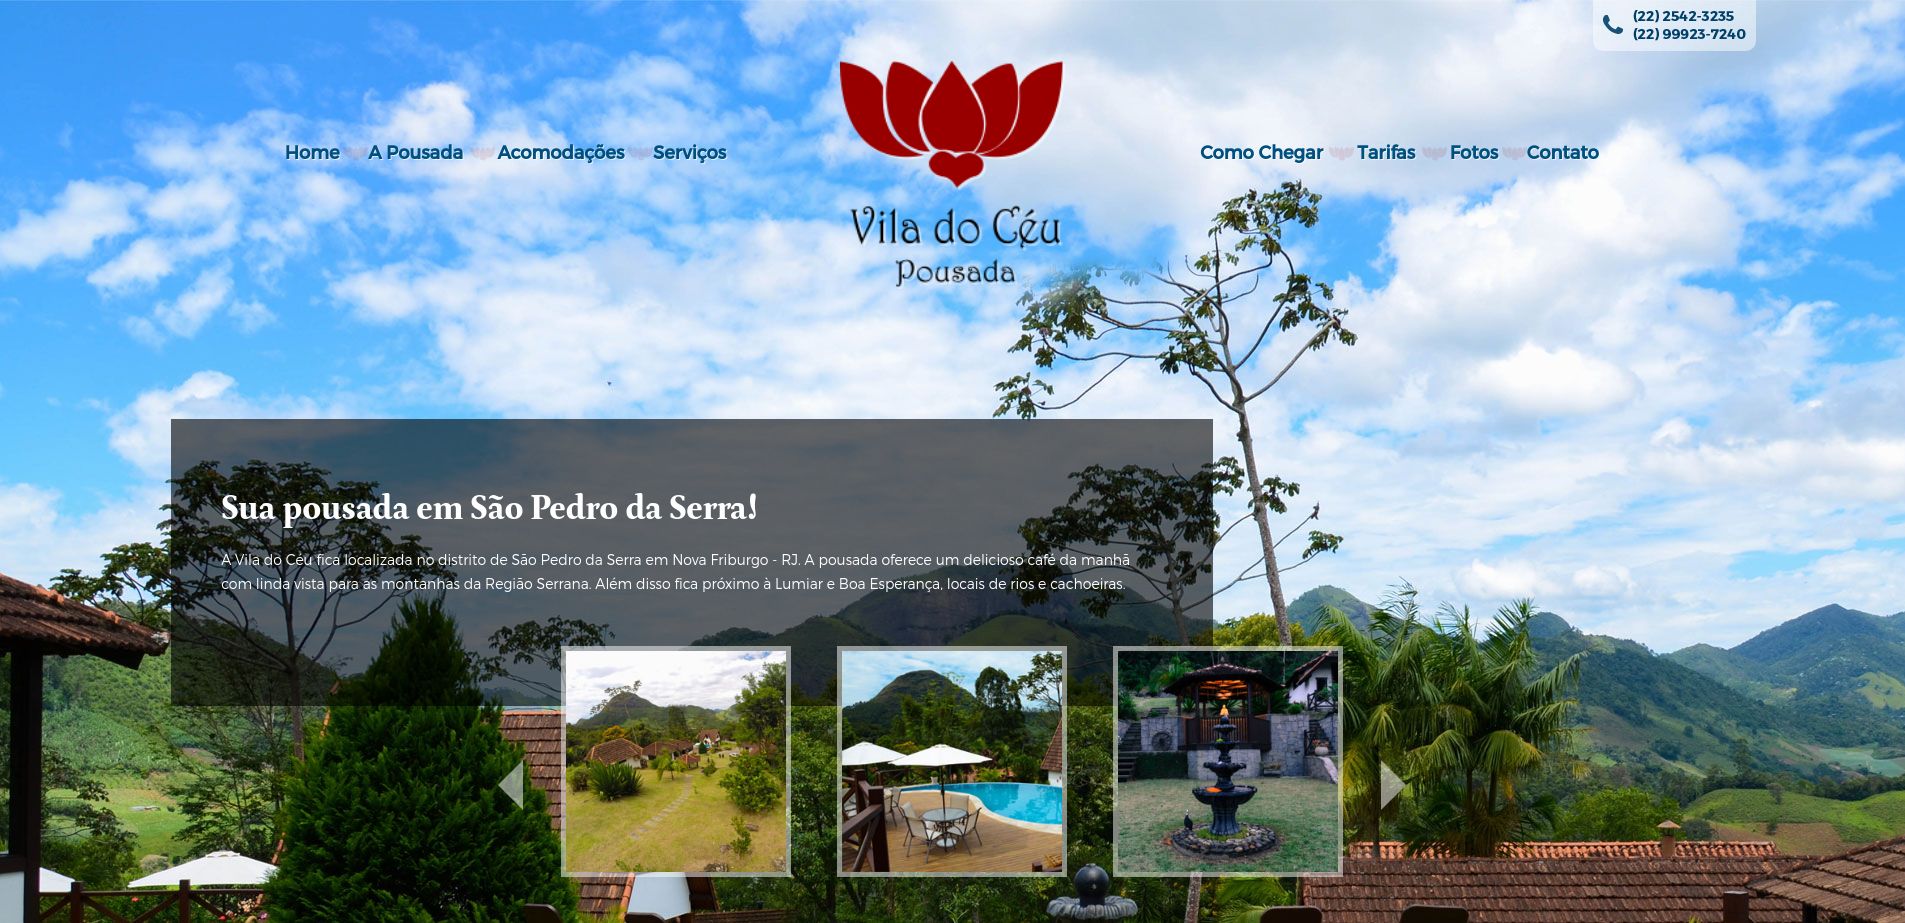 (22) 2542-3235
(22) 99923-7240
Home A Pousada Acomodações Serviços
Como Chegar Tarifas Fotos Contato
Vila do Céu
Pousada
Sua pousada em São Pedro da Serra!
A Vila do Céu fica localizada no distrito de São Pedro da Serra em Nova Friburgo - RJ. A pousada oferece um delicioso café da manhã
com linda vista para as montanhas da Região Serrana. Além disso fica próximo à Lumiar e Boa Esperança, locais de rios e cachoeiras.